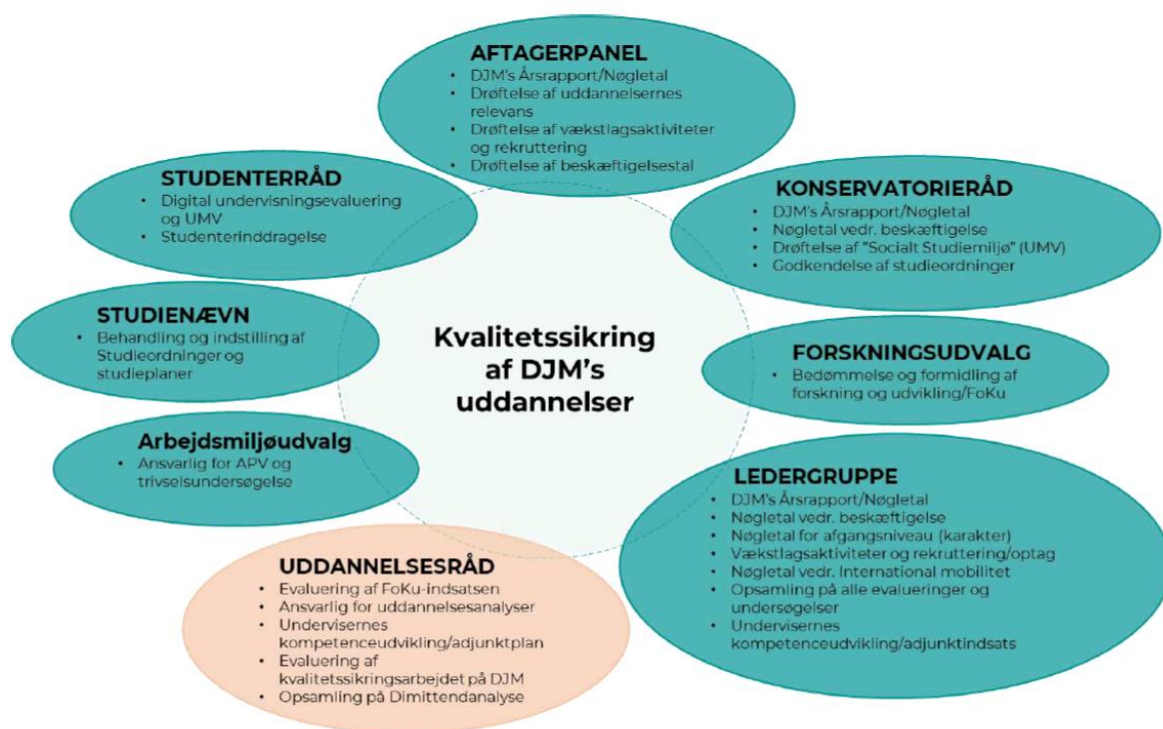 AFTAGERPANEL
• DJM's Årsrapport/Nøgletal
• Drøftelse af uddannelsernes
relevans
• Drøftelse af vækstlagsaktiviteter
og rekruttering
• Drøftelse af beskæftigelsestal
STUDENTERRÅD
• Digital undervisningsevaluering
og UMV
• Studenterinddragelse
KONSERVATORIERÅD
• DJM's Årsrapport/Nøgletal
• Nøgletal vedr. beskæftigelse
• Drøftelse af "Socialt Studiemiljø" (UMV)
• Godkendelse af studieordninger
STUDIENÆVN
• Behandling og indstilling af
Studieordninger og
studieplaner
Kvalitetssikring
af DJM's
uddannelser
FORSKNINGSUDVALG
• Bedømmelse og formidling af
forskning og udvikling/FoKu
Arbejdsmiljøudvalg
• Ansvarlig for APV og
trivselsundersøgelse
LEDERGRUPPE
• DJM's Årsrapport/Nøgletal
• Nøgletal vedr. beskæftigelse
• Nøgletal for afgangsniveau (karakter)
• Vækstlagsaktiviteter og rekruttering/optag
• Nøgletal vedr. International mobilitet
• Opsamling på alle evalueringer og
undersøgelser
• Undervisernes
kompetenceudvikling/adjunktindsats
UDDANNELSESRÅD
• Evaluering af FoKu-indsatsen
• Ansvarlig for uddannelsesanalyser
• Undervisernes
kompetenceudvikling/adjunktplan
• Evaluering af
kvalitetssikringsarbejdet på DJM
• Opsamling på Dimittendanalyse